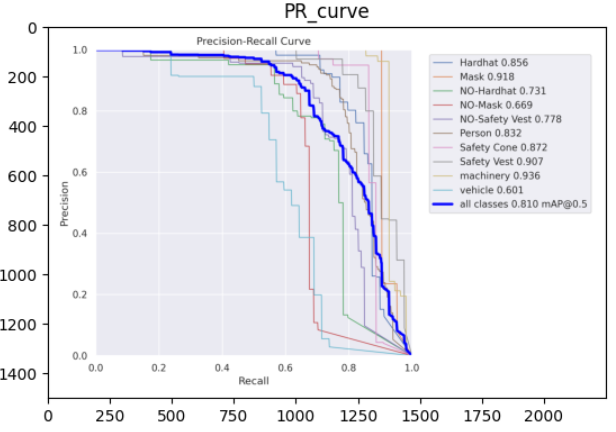 PR_curve
0
200
400
600
800
1000
1200
1400
Precision-Recall Curve
1.0
0.8
0.6
0.4
0.2
0.0
Precision
0.0 0.2 0.4 0.6 0.8 1.0
Recall
Hardhat 0.856
Mask 0.918
NO-Hardhat 0.731
NO-Mask 0.669
NO-Safety Vest 0.778
Person 0.832
Safety Cone 0.872
Safety Vest 0.907
machinery 0.936
vehicle 0.601
all classes 0.810 mAP@0.5
0 250 500 750 1000 1250 1500 1750 2000